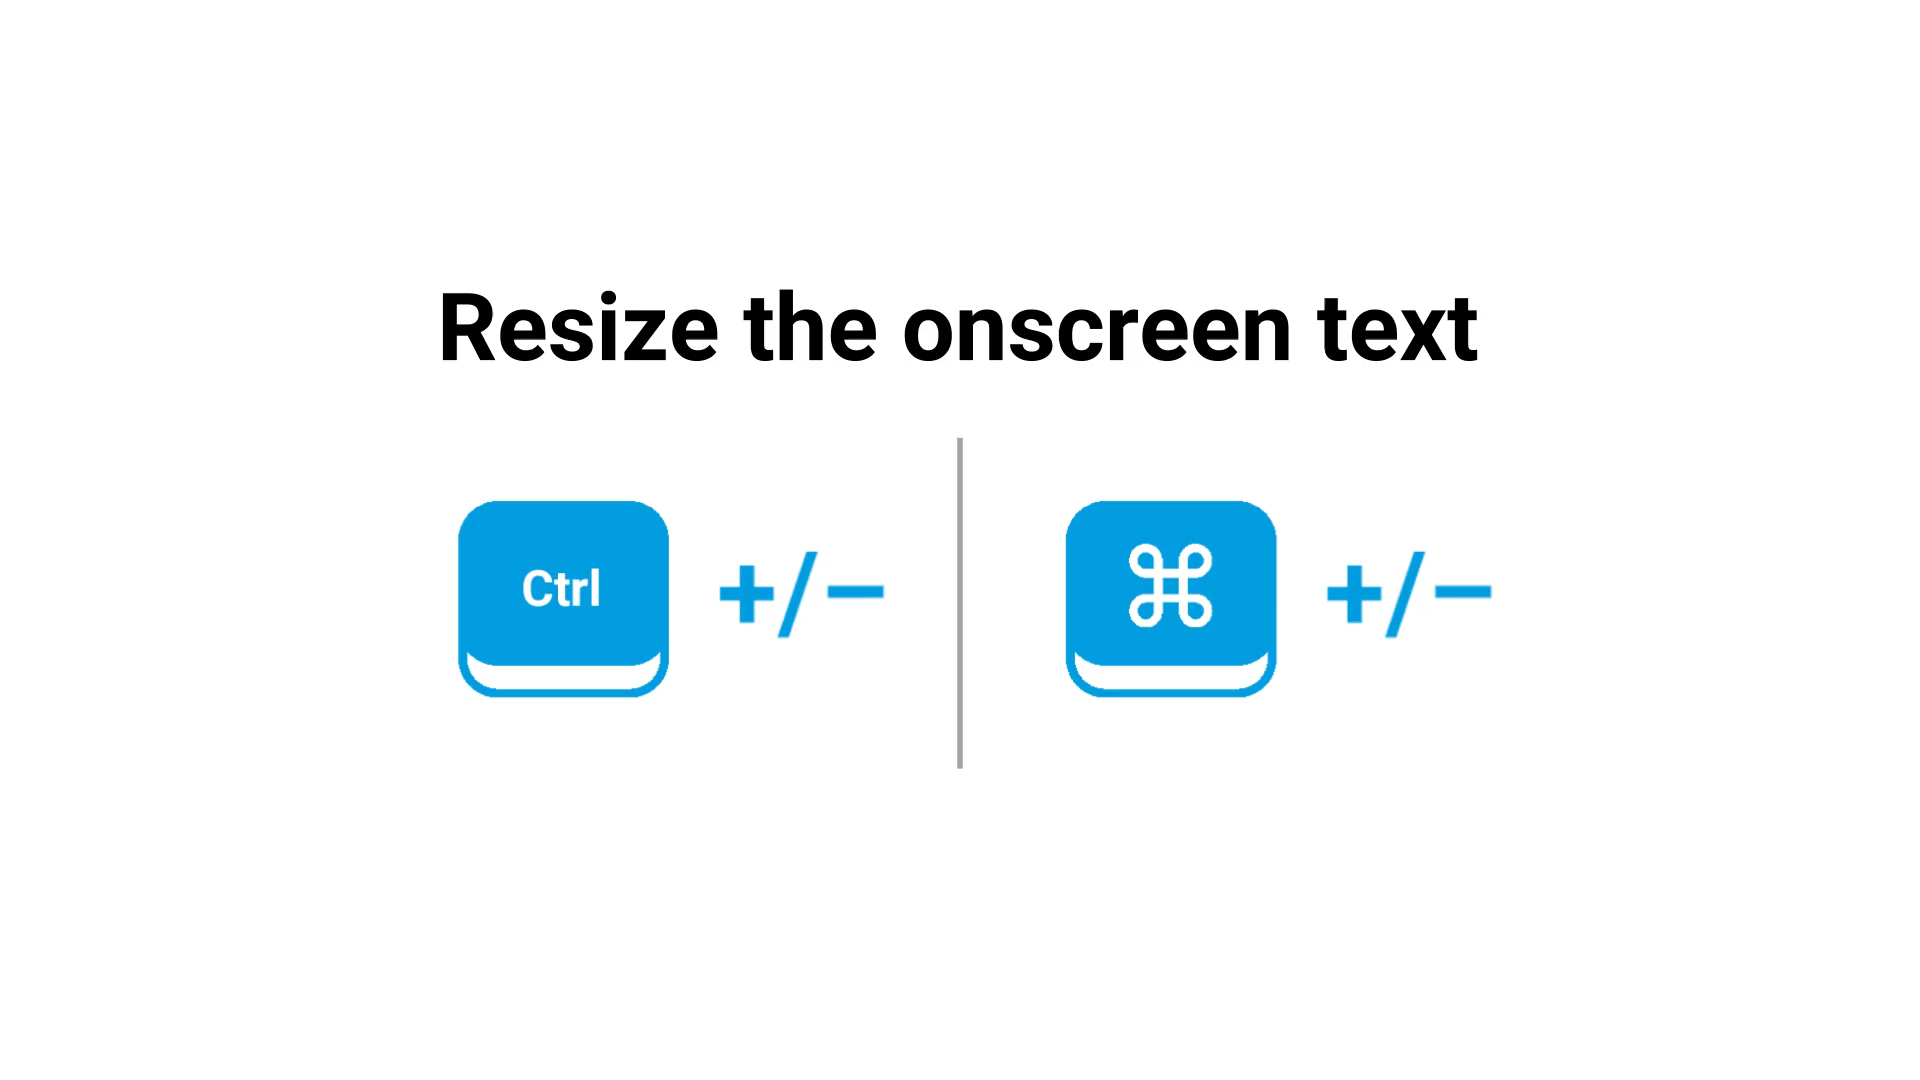 Resize the onscreen text
Ctrl +/− ⌘ +/−